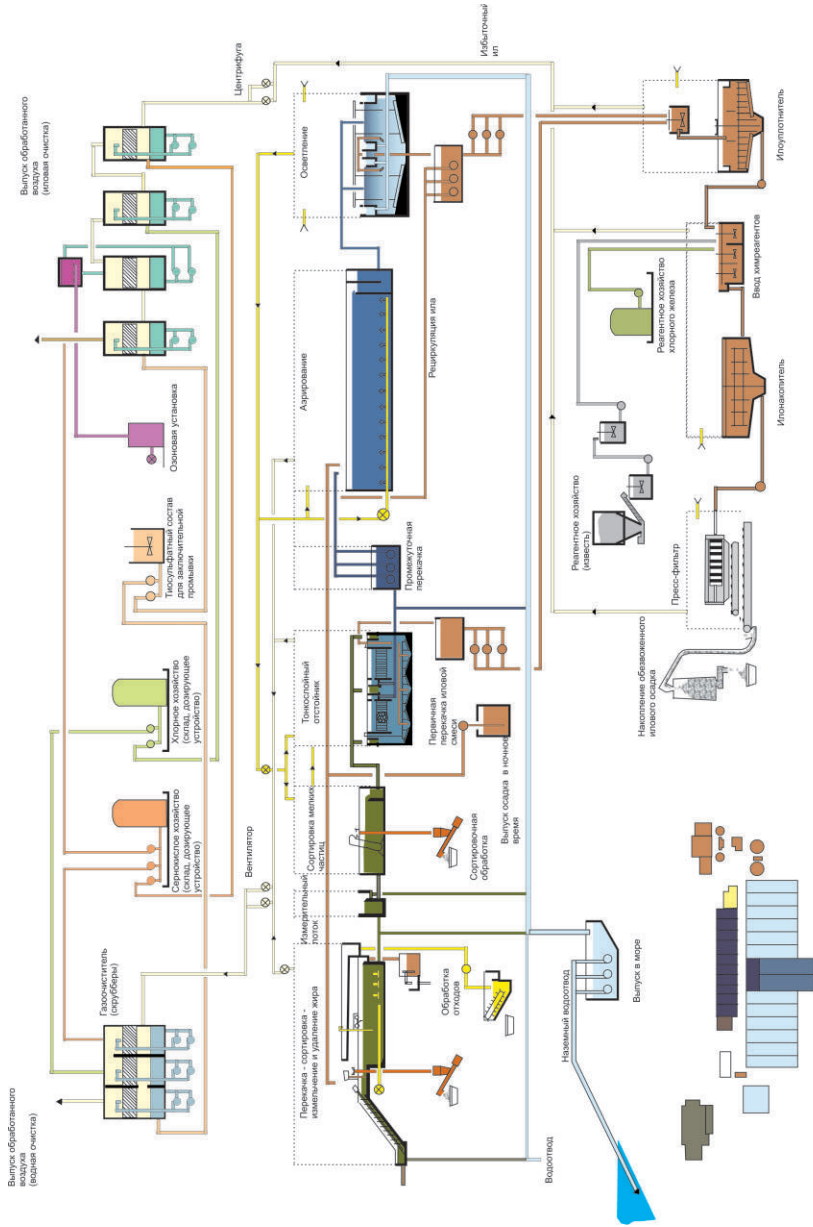 Выпуск обработанного
воздуха
(водная очистка)
Газоочиститель
(скрубберы)
Вентилятор
Сернокислое хозяйство
(склад, дозирующее
устройство)
Хлорное хозяйство
(склад, дозирующее
устройство)
Тиосульфатный состав
для заключительной
промывки
Озоновая установка
Выпуск обработанного
воздуха
(иловая очистка)
Центрифуга
Перекачка - сортировка -
измельчение и удаление жира
Измерительный
лоток
Сортировка мелких
частиц
Тонкослойный
отстойник
Аэрирование
Осветление
Избыточный
ил
Обработка
отходов
Сортировочная
обработка
Первичная
перекачка иловой
смеси
Выпуск осадка в ночное
время
Промежуточная
перекачка
Рециркуляция ила
Водоотвод
Наземный водоотвод
Выпуск в море
Накопление обезвоженного
илового осадка
Пресс-фильтр
Реагентное хозяйство
(известь)
Реагентное хозяйство
хлорного железа
Илонакопитель
Ввод химреагентов
Илоуплотнитель